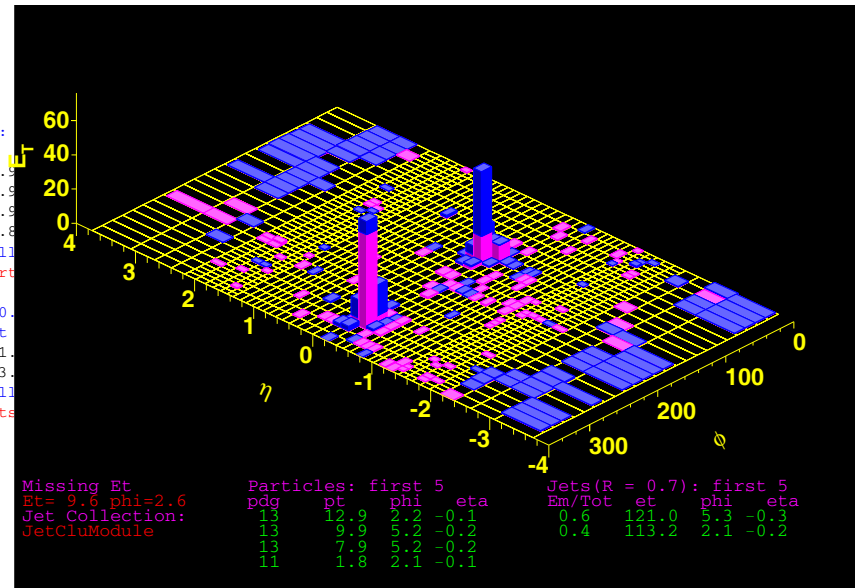 60
40
E_T
20
0
4
3
2
1
0
-1
-2
-3
-4
η
0
100
200
300
φ
Missing Et
Et= 9.6 phi=2.6
Jet Collection:
JetCluModule
Particles: first 5
pdg pt phi eta
13 12.9 2.2 -0.1
13 9.9 5.2 -0.2
13 7.9 5.2 -0.2
11 1.8 2.1 -0.1
Jets(R = 0.7): first 5
Em/Tot et phi eta
0.6 121.0 5.3 -0.3
0.4 113.2 2.1 -0.2